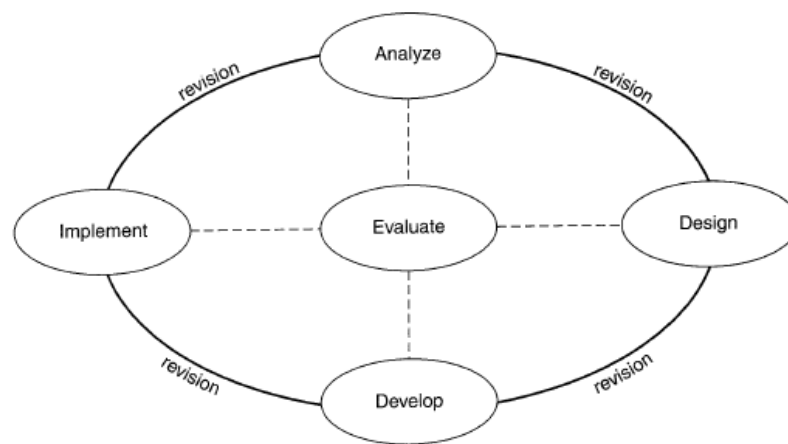 Analyze
revision
revision
Implement
Evaluate
Design
revision
revision
Develop